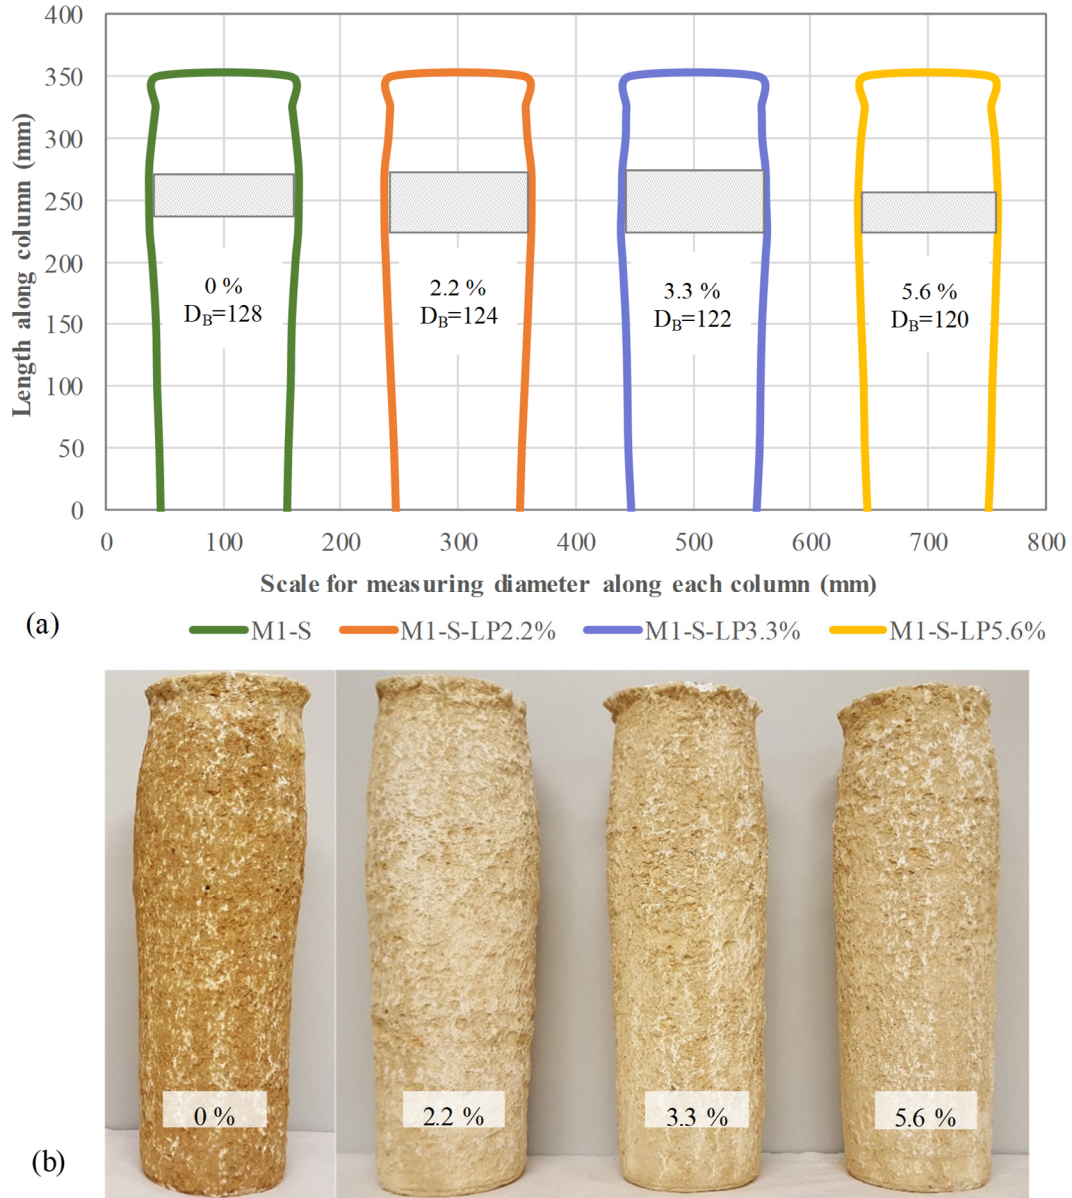 400
350
300
250
200
150
100
50
0
Length along column (mm)
0 %
D_B=128
2.2 %
D_B=124
3.3 %
D_B=122
5.6 %
D_B=120
0 100 200 300 400 500 600 700 800
Scale for measuring diameter along each column (mm)
(a)
M1-S M1-S-LP2.2% M1-S-LP3.3% M1-S-LP5.6%
0 % 2.2 % 3.3 % 5.6 %
(b)